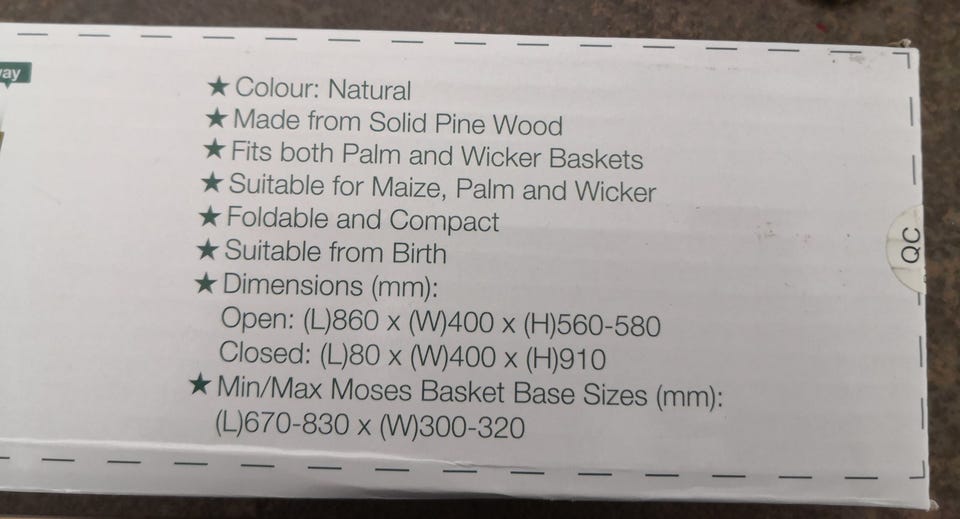 way
★ Colour: Natural
★ Made from Solid Pine Wood
★ Fits both Palm and Wicker Baskets
★ Suitable for Maize, Palm and Wicker
★ Foldable and Compact
★ Suitable from Birth
★ Dimensions (mm):
Open: (L)860 x (W)400 x (H)560-580
Closed: (L)80 x (W)400 x (H)910
★ Min/Max Moses Basket Base Sizes (mm):
(L)670-830 x (W)300-320
QC